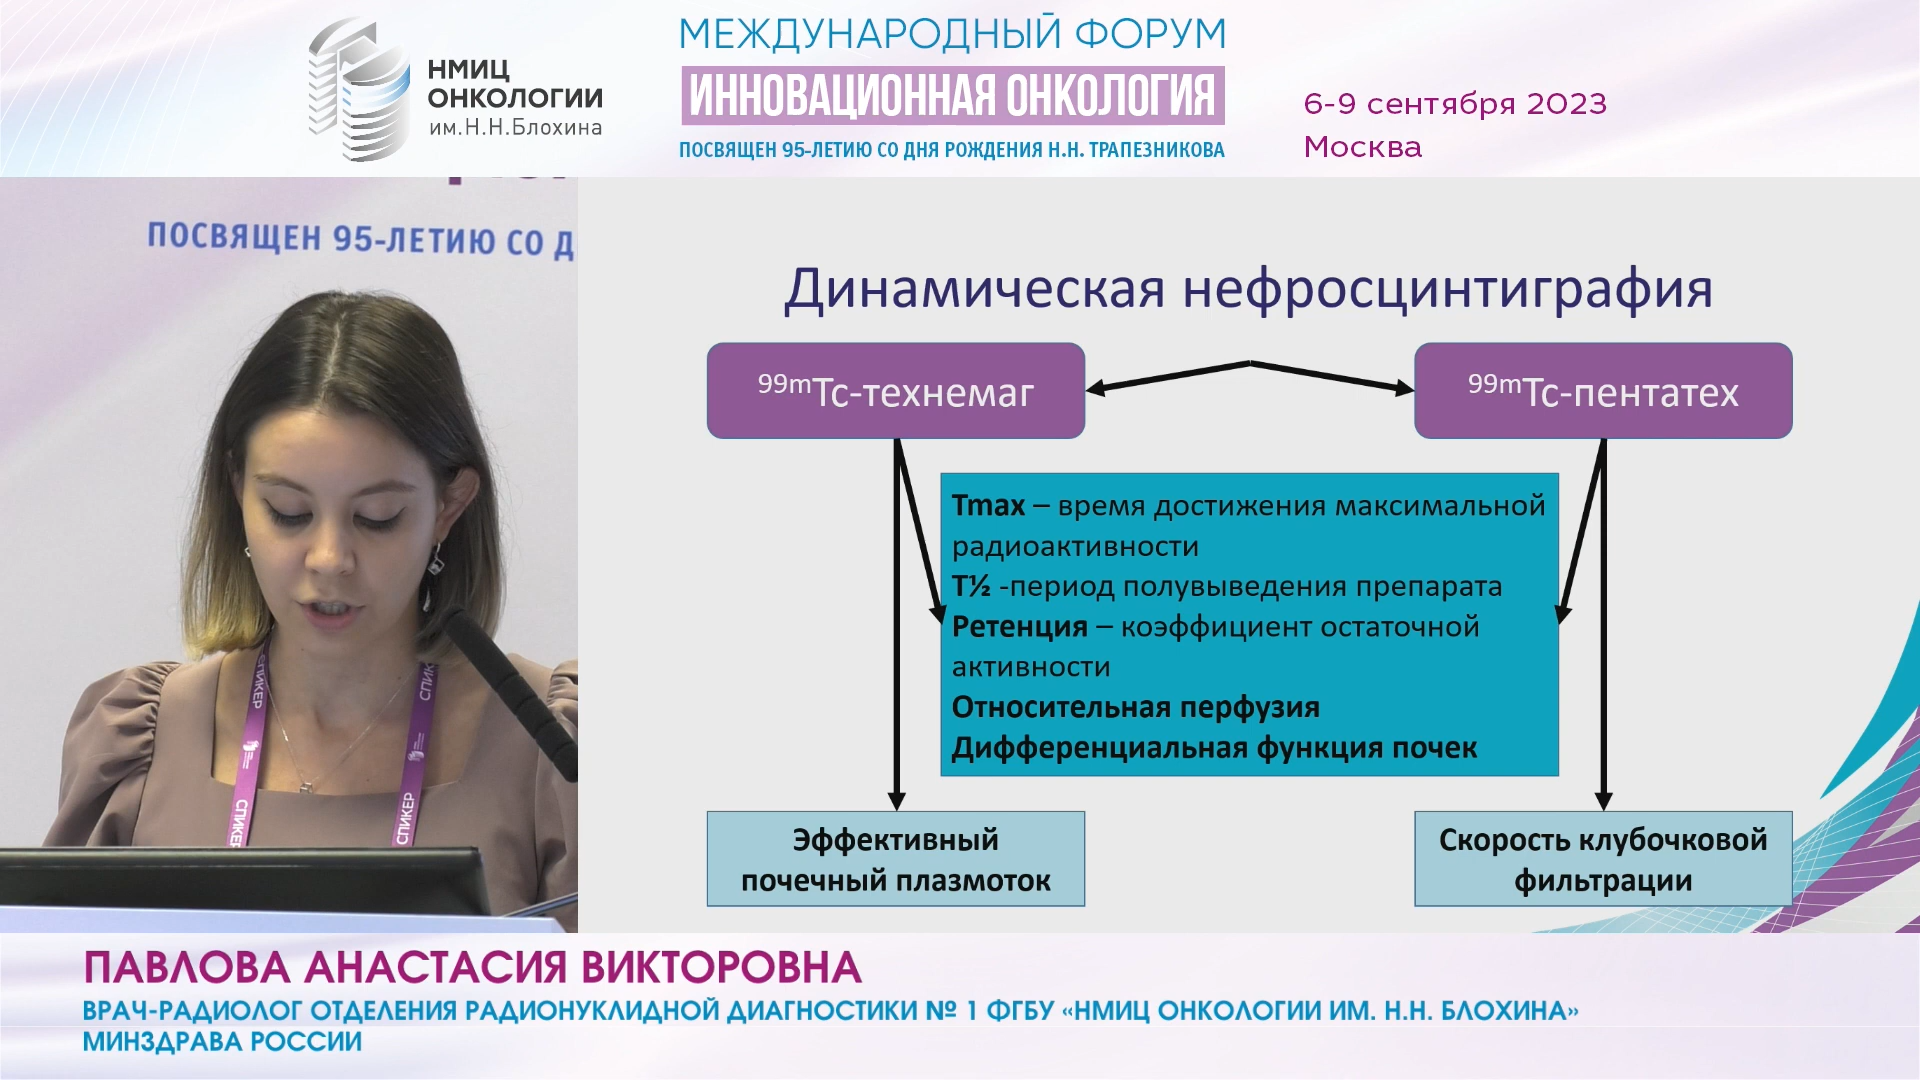 НМИЦ
ОНКОЛОГИИ
им.Н.Н.Блохина
МЕЖДУНАРОДНЫЙ ФОРУМ
ИННОВАЦИОННАЯ ОНКОЛОГИЯ
ПОСВЯЩЕН 95-ЛЕТИЮ СО ДНЯ РОЖДЕНИЯ Н.Н. ТРАПЕЗНИКОВА
6-9 сентября 2023
Москва
ПОСВЯЩЕН 95-ЛЕТИЮ СО Д
СПИКЕР
СПИКЕР
СПИКЕР
СПИКЕР
Динамическая нефросцинтиграфия
99mTc-технемаг
99mTc-пентатех
Tmax – время достижения максимальной
радиоактивности
T½ -период полувыведения препарата
Ретенция – коэффициент остаточной
активности
Относительная перфузия
Дифференциальная функция почек
Эффективный
почечный плазмоток
Скорость клубочковой
фильтрации
ПАВЛОВА АНАСТАСИЯ ВИКТОРОВНА
ВРАЧ-РАДИОЛОГ ОТДЕЛЕНИЯ РАДИОНУКЛИДНОЙ ДИАГНОСТИКИ № 1 ФГБУ «НМИЦ ОНКОЛОГИИ ИМ. Н.Н. БЛОХИНА»
МИНЗДРАВА РОССИИ